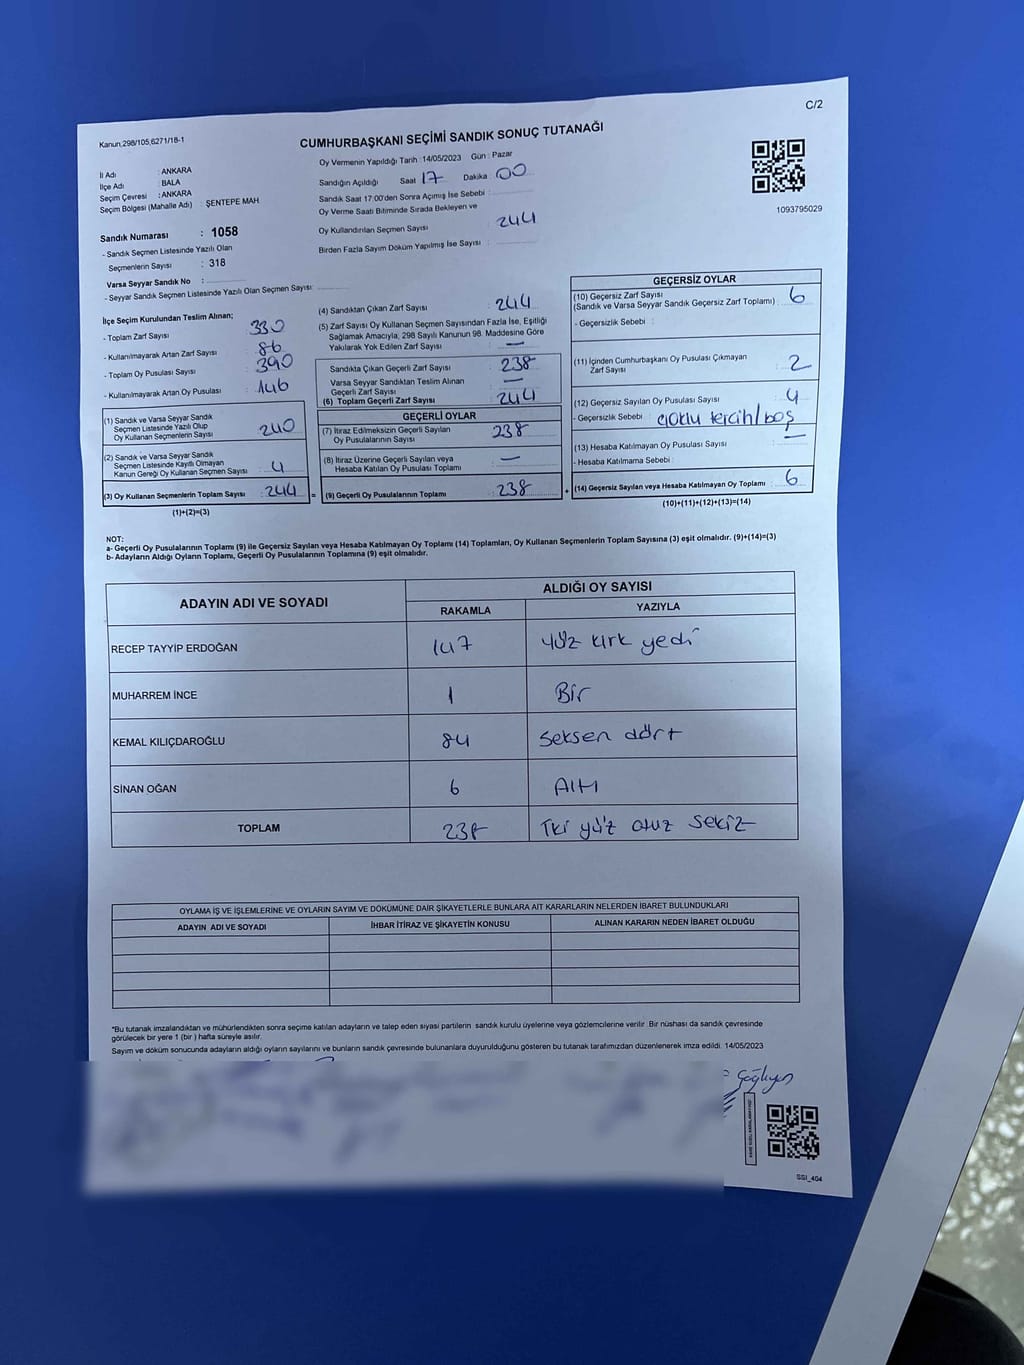 C/2
Kanun,298/105,6271/18-1
CUMHURBAŞKANI SEÇİMİ SANDIK SONUÇ TUTANAĞI
İl Adı : ANKARA
İlçe Adı : BALA
Seçim Çevresi : ANKARA
Seçim Bölgesi (Mahalle Adı) : ŞENTEPE MAH
Sandık Numarası : 1058
- Sandık Seçmen Listesinde Yazılı Olan
Seçmenlerin Sayısı : 318
Varsa Seyyar Sandık No :
- Seyyar Sandık Seçmen Listesinde Yazılı Olan Seçmen Sayısı :
Oy Vermenin Yapıldığı Tarih 14/05/2023 Gün : Pazar
Sandığın Açıldığı Saat 17 Dakika 00
Sandık Saat 17:00'den Sonra Açımış İse Sebebi :
Oy Verme Saati Bitiminde Sırada Bekleyen ve
Oy Kullandırılan Seçmen Sayısı : 244
Birden Fazla Sayım Döküm Yapılmış İse Sayısı :
1093795029
İlçe Seçim Kurulundan Teslim Alınan;
- Toplam Zarf Sayısı : 330
- Kullanılmayarak Artan Zarf Sayısı : 86
- Toplam Oy Pusulası Sayısı : 390
- Kullanılmayarak Artan Oy Pusulası : 146
(1) Sandık ve Varsa Seyyar Sandık
Seçmen Listesinde Yazılı Olup
Oy Kullanan Seçmenlerin Sayısı : 240
(2) Sandık ve Varsa Seyyar Sandık
Seçmen Listesinde Kayıtlı Olmayan
Kanun Gereği Oy Kullanan Seçmen Sayısı : 4
(3) Oy Kullanan Seçmenlerin Toplam Sayısı : 244 =
(1)+(2)=(3)
(4) Sandıktan Çıkan Zarf Sayısı : 244
(5) Zarf Sayısı Oy Kullanan Seçmen Sayısından Fazla İse, Eşitliği
Sağlamak Amacıyla, 298 Sayılı Kanunun 98. Maddesine Göre
Yakılarak Yok Edilen Zarf Sayısı : —
Sandıkta Çıkan Geçerli Zarf Sayısı : 238
Varsa Seyyar Sandıktan Teslim Alınan
Geçerli Zarf Sayısı : —
(6) Toplam Geçerli Zarf Sayısı : 244
GEÇERLİ OYLAR
(7) İtiraz Edilmeksizin Geçerli Sayılan
Oy Pusulalarının Sayısı : 238
(8) İtiraz Üzerine Geçerli Sayılan veya
Hesaba Katılan Oy Pusulası Toplamı : —
(9) Geçerli Oy Pusulalarının Toplamı : 238 +
GEÇERSİZ OYLAR
(10) Geçersiz Zarf Sayısı
(Sandık ve Varsa Seyyar Sandık Geçersiz Zarf Toplamı) : 6
- Geçersizlik Sebebi :
(11) İçinden Cumhurbaşkanı Oy Pusulası Çıkmayan
Zarf Sayısı : 2
(12) Geçersiz Sayılan Oy Pusulası Sayısı : 4
- Geçersizlik Sebebi : çoklu tercih/boş
(13) Hesaba Katılmayan Oy Pusulası Sayısı : —
- Hesaba Katılmama Sebebi :
(14) Geçersiz Sayılan veya Hesaba Katılmayan Oy Toplamı : 6
(10)+(11)+(12)+(13)=(14)
NOT:
a- Geçerli Oy Pusulalarının Toplamı (9) ile Geçersiz Sayılan veya Hesaba Katılmayan Oy Toplamı (14) Toplamları, Oy Kullanan Seçmenlerin Toplam Sayısına (3) eşit olmalıdır. (9)+(14)=(3)
b- Adayların Aldığı Oyların Toplamı, Geçerli Oy Pusulalarının Toplamına (9) eşit olmalıdır.
ADAYIN ADI VE SOYADI ALDIĞI OY SAYISI
RAKAMLA YAZIYLA
RECEP TAYYİP ERDOĞAN 147 yüz kırk yedi
MUHARREM İNCE 1 Bir
KEMAL KILIÇDAROĞLU 84 seksen dört
SİNAN OĞAN 6 Altı
TOPLAM 238 İki yüz otuz sekiz
OYLAMA İŞ VE İŞLEMLERİNE VE OYLARIN SAYIM VE DÖKÜMÜNE DAİR ŞİKAYETLERLE BUNLARA AİT KARARLARIN NELERDEN İBARET BULUNDUKLARI
ADAYIN ADI VE SOYADI İHBAR İTİRAZ VE ŞİKAYETİN KONUSU ALINAN KARARIN NEDEN İBARET OLDUĞU
*Bu tutanak imzalandıktan ve mühürlendikten sonra seçime katılan adayların ve talep eden siyasi partilerin sandık kurulu üyelerine veya gözlemcilerine verilir. Bir nüshası da sandık çevresinde
görülecek bir yere 1 (bir ) hafta süreyle asılır.
Sayım ve döküm sonucunda adayların aldığı oyların sayılarını ve bunların sandık çevresinde bulunanlara duyurulduğunu gösteren bu tutanak tarafımızdan düzenlenerek imza edildi. 14/05/2023
SSI_404